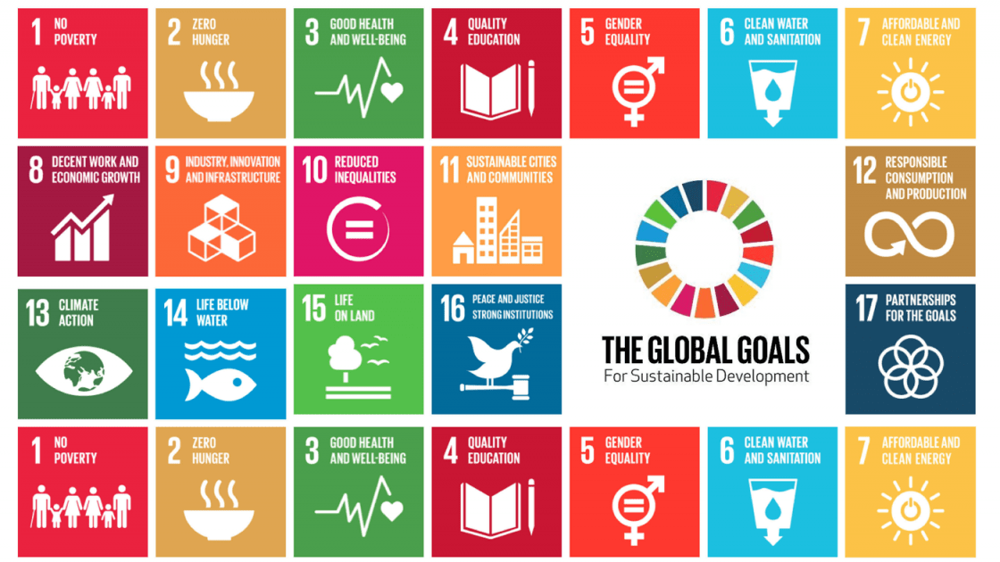 1 NO
POVERTY
2 ZERO
HUNGER
3 GOOD HEALTH
AND WELL-BEING
4 QUALITY
EDUCATION
5 GENDER
EQUALITY
6 CLEAN WATER
AND SANITATION
7 AFFORDABLE AND
CLEAN ENERGY
8 DECENT WORK AND
ECONOMIC GROWTH
9 INDUSTRY, INNOVATION
AND INFRASTRUCTURE
10 REDUCED
INEQUALITIES
11 SUSTAINABLE CITIES
AND COMMUNITIES
12 RESPONSIBLE
CONSUMPTION
AND PRODUCTION
13 CLIMATE
ACTION
14 LIFE BELOW
WATER
15 LIFE
ON LAND
16 PEACE AND JUSTICE
STRONG INSTITUTIONS
THE GLOBAL GOALS
For Sustainable Development
17 PARTNERSHIPS
FOR THE GOALS
1 NO
POVERTY
2 ZERO
HUNGER
3 GOOD HEALTH
AND WELL-BEING
4 QUALITY
EDUCATION
5 GENDER
EQUALITY
6 CLEAN WATER
AND SANITATION
7 AFFORDABLE AND
CLEAN ENERGY